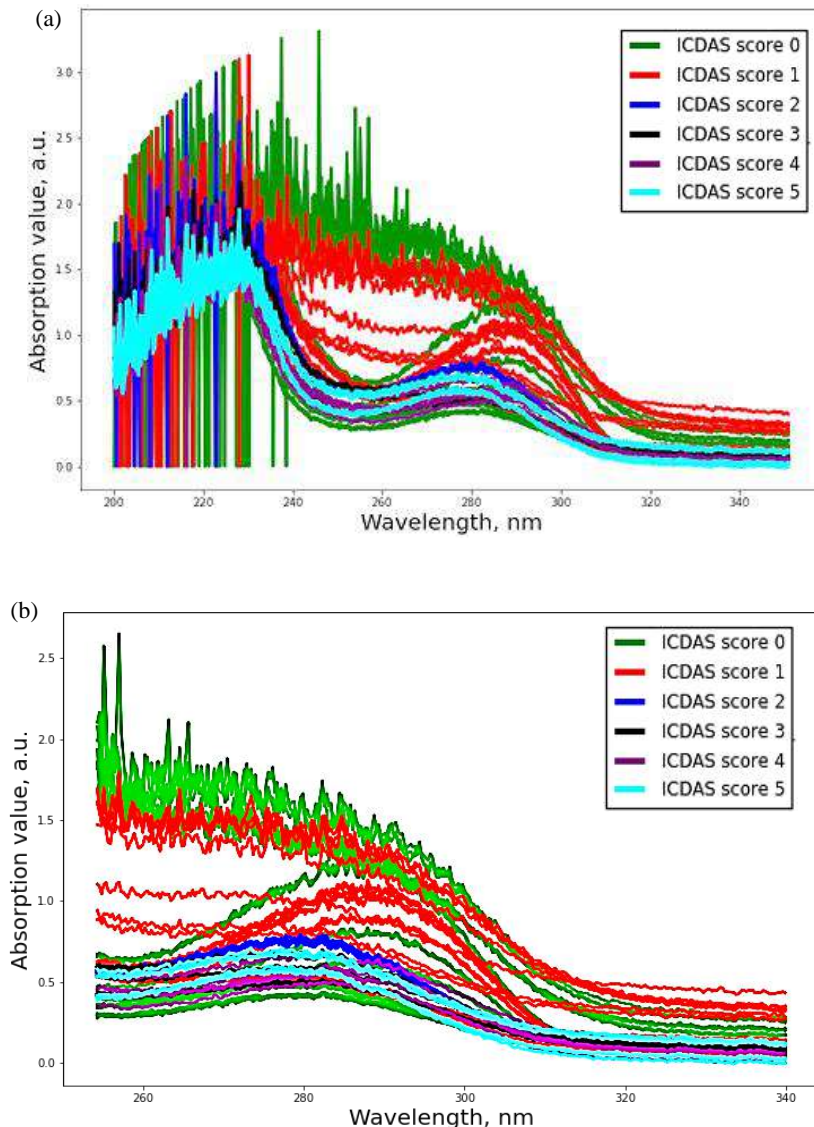 (a)
Absorption value, a.u.
3.0
2.5
2.0
1.5
1.0
0.5
0.0
ICDAS score 0
ICDAS score 1
ICDAS score 2
ICDAS score 3
ICDAS score 4
ICDAS score 5
200 220 240 260 280 300 320 340
Wavelength, nm
(b)
Absorption value, a.u.
2.5
2.0
1.5
1.0
0.5
0.0
ICDAS score 0
ICDAS score 1
ICDAS score 2
ICDAS score 3
ICDAS score 4
ICDAS score 5
260 280 300 320 340
Wavelength, nm